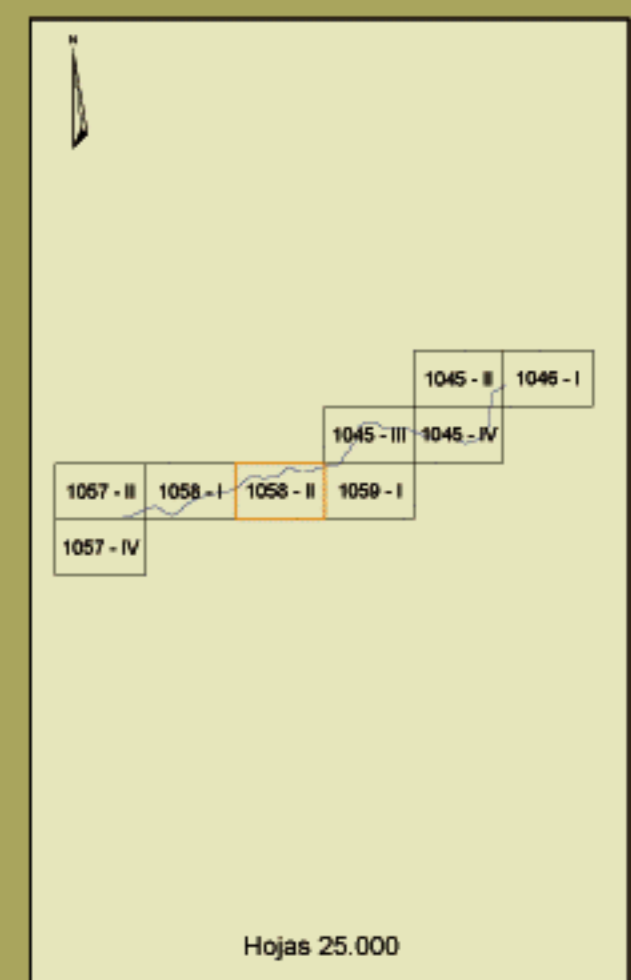 N
1045 - II 1046 - I
1045 - III 1045 - IV
1057 - II 1058 - I 1058 - II 1059 - I
1057 - IV
Hojas 25.000